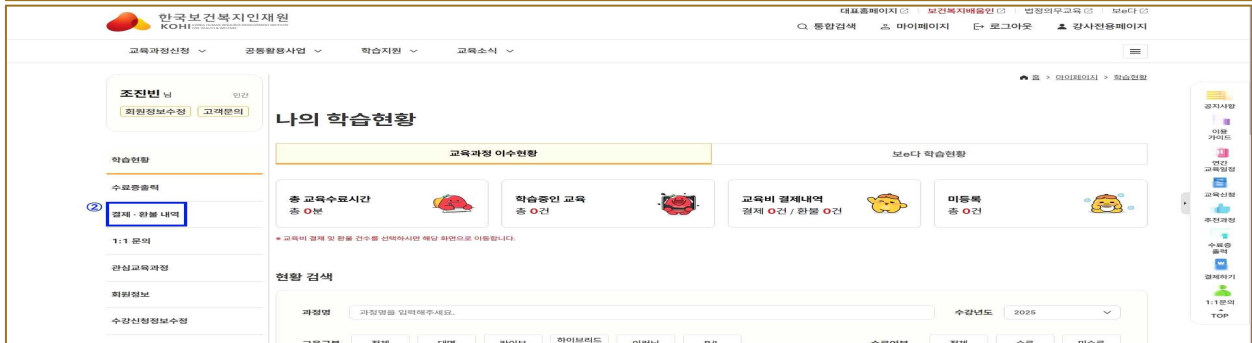 대표홈페이지 보건복지배움인 법정의무교육 보e다
한국보건복지인재원
KOHI
통합검색 마이페이지 로그아웃 강사전용페이지
교육과정신청 공동활용사업 학습지원 교육소식
홈 > 마이페이지 > 학습현황
조진빈 님 민간
회원정보수정 고객문의
나의 학습현황
교육과정 이수현황 보e다 학습현황
학습현황
수료증출력
② 결제 · 환불 내역
1:1 문의
관심교육과정
회원정보
수강신청정보수정
총 교육수료시간
총 0분
학습중인 교육
총 0건
교육비 결제내역
결제 0건 / 환불 0건
미등록
총 0건
* 교육비 결제 및 환불 건수를 선택하시면 해당 화면으로 이동합니다.
현황 검색
과정명 과정명을 입력해주세요. 수강년도 2025
하이브리드
공지사항
이용
가이드
연간
교육일정
교육신청
추천과정
수료증
출력
결제하기
1:1문의
TOP